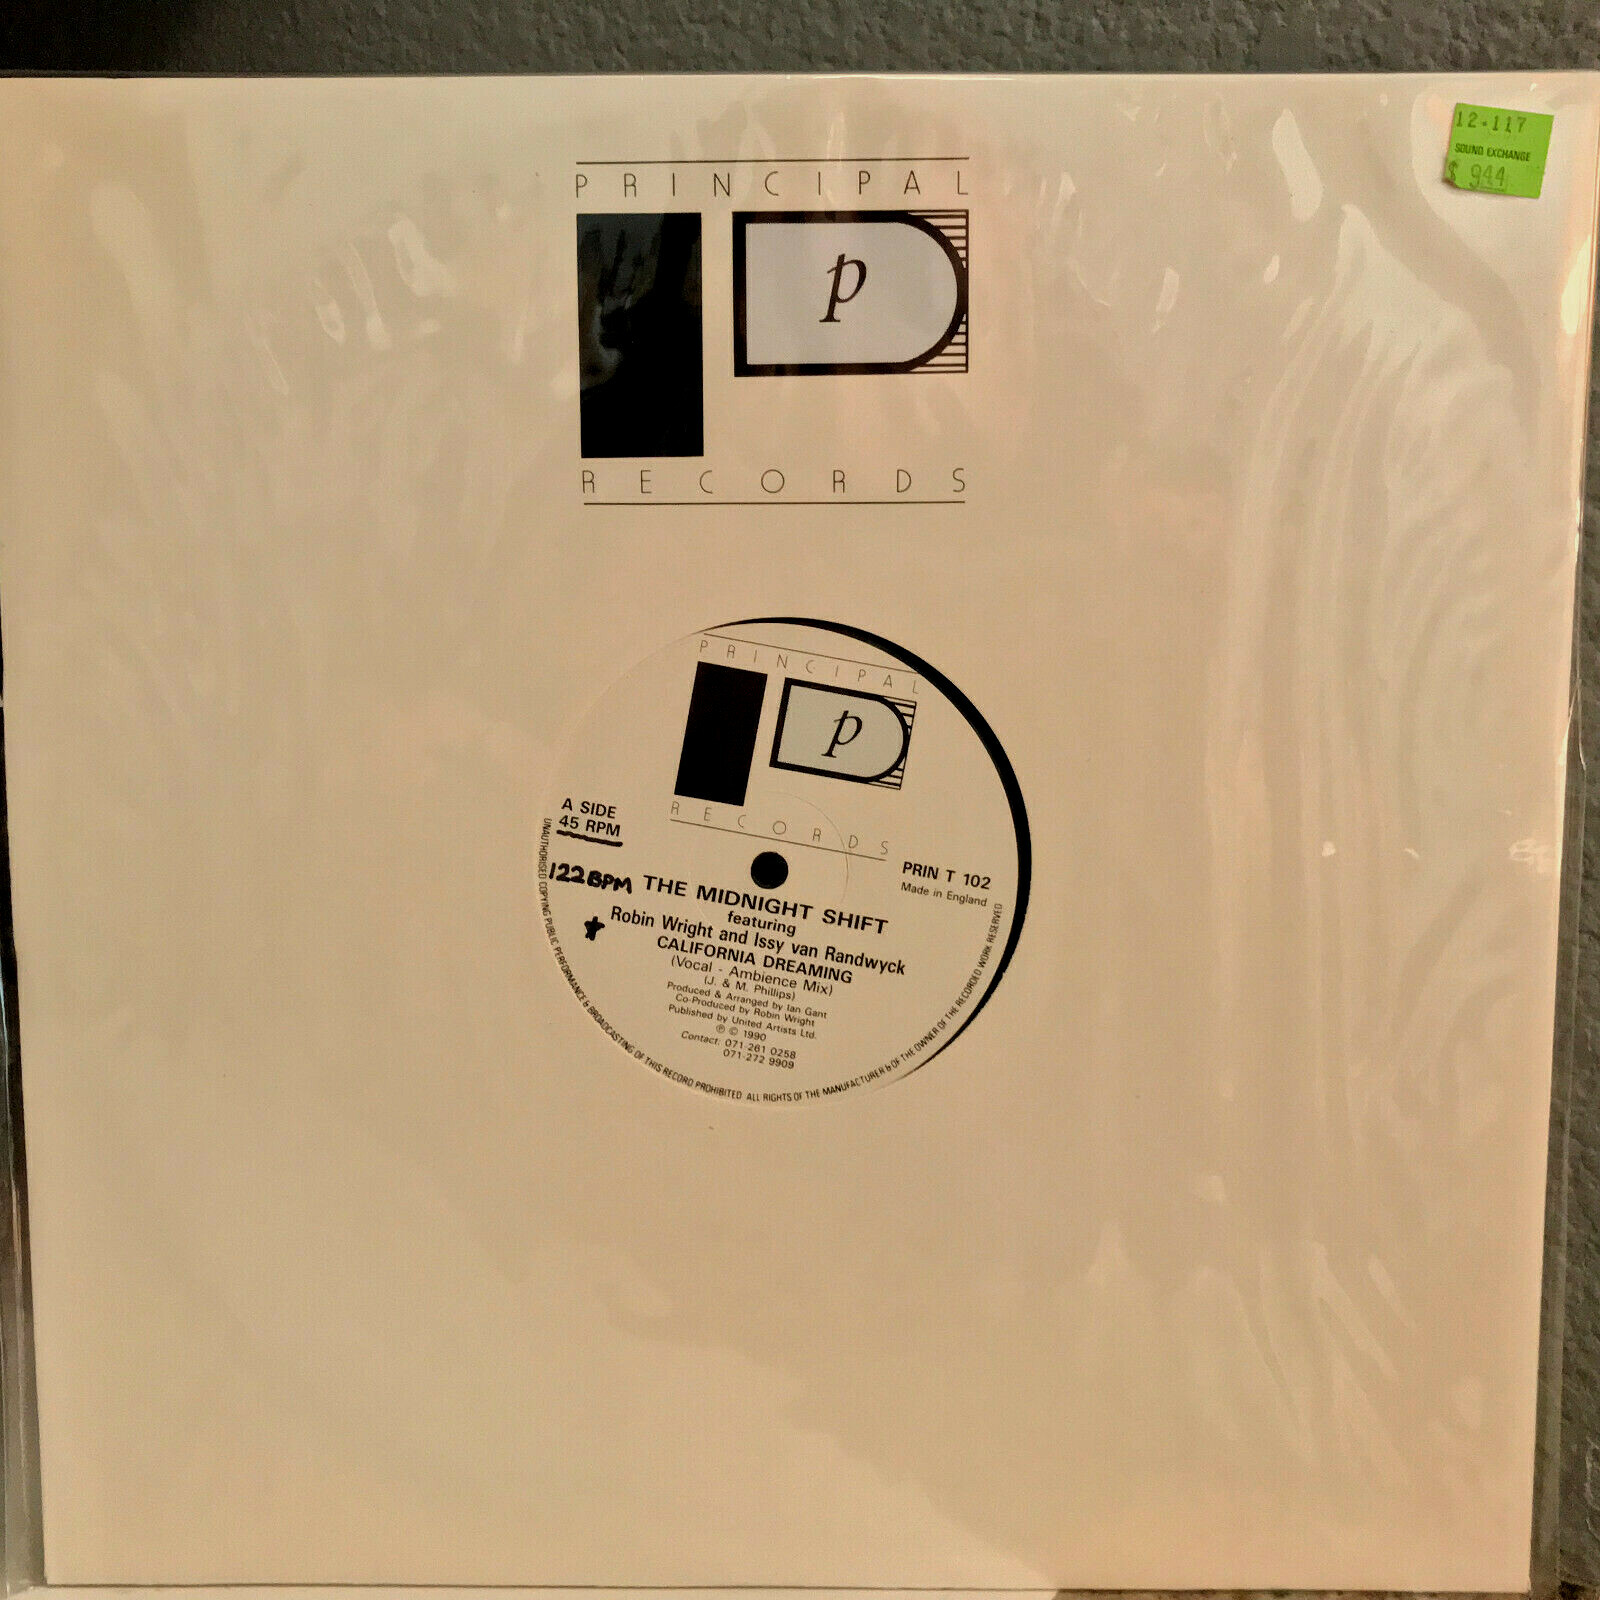 12-117
SOUND EXCHANGE
$ 944
PRINCIPAL
p
RECORDS
PRINCIPAL
p
RECORDS
A SIDE
45 RPM
PRIN T 102
Made in England
122BPM
THE MIDNIGHT SHIFT
featuring
Robin Wright and Issy van Randwyck
CALIFORNIA DREAMING
(Vocal - Ambience Mix)
(J. & M. Phillips)
Produced & Arranged by Ian Gant
Co-Produced by Robin Wright
Published by United Artists Ltd.
℗ © 1990
Contact: 071-261 0258
071-272 9909
UNAUTHORISED COPYING PUBLIC PERFORMANCE & BROADCASTING OF THIS RECORD PROHIBITED ALL RIGHTS OF THE MANUFACTURER & OF THE OWNER OF THE RECORDED WORK RESERVED